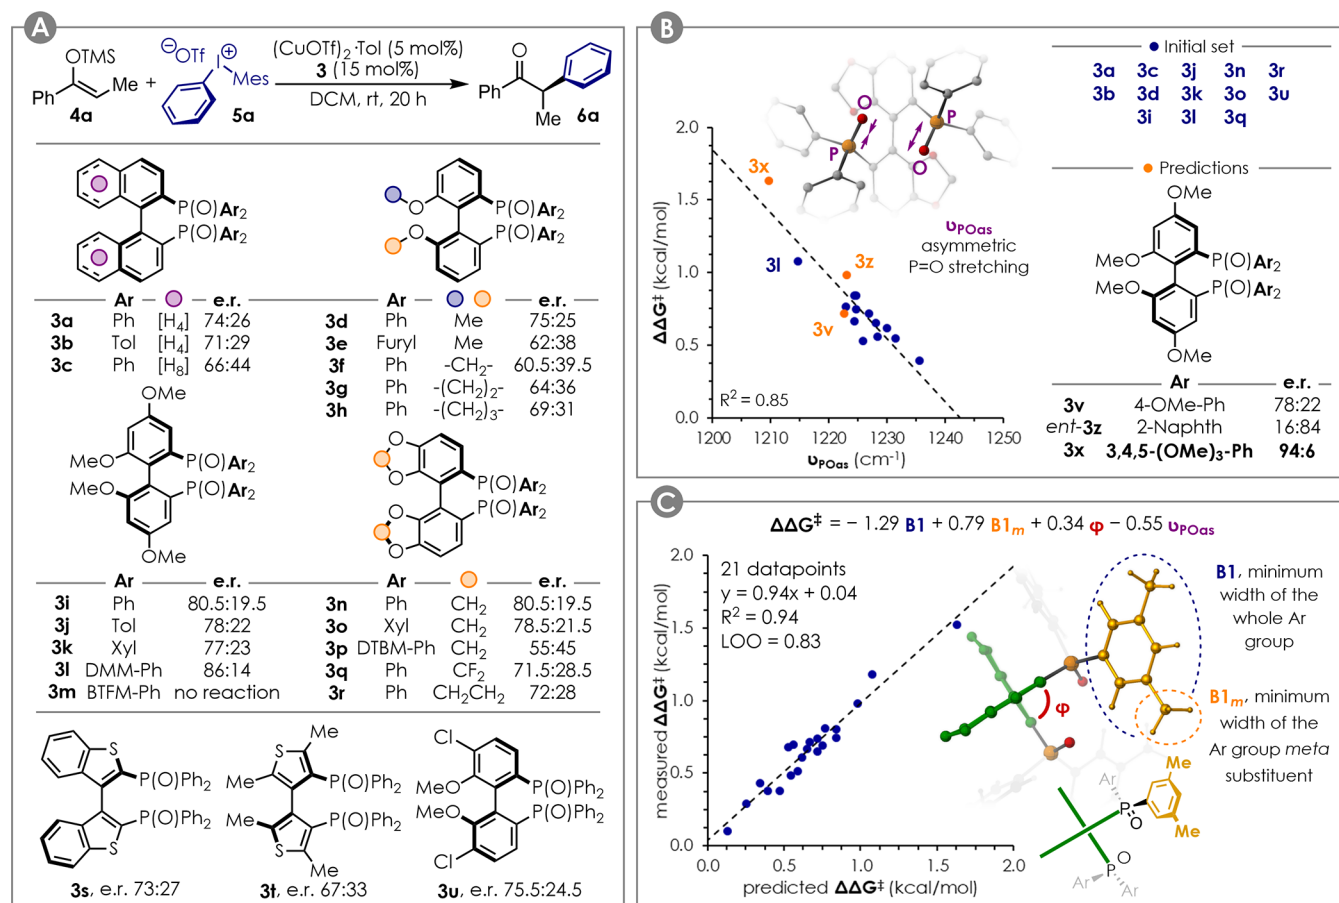 A
OTMS
Ph
Me
4a
+
⊖OTf
I⊕
Mes
5a
(CuOTf)₂·Tol (5 mol%)
3 (15 mol%)
DCM, rt, 20 h
O
Ph
Me
6a
P(O)Ar₂
P(O)Ar₂
Ar e.r.
3a Ph [H₄] 74:26
3b Tol [H₄] 71:29
3c Ph [H₈] 66:44
O
O
P(O)Ar₂
P(O)Ar₂
Ar e.r.
3d Ph Me 75:25
3e Furyl Me 62:38
3f Ph -CH₂- 60.5:39.5
3g Ph -(CH₂)₂- 64:36
3h Ph -(CH₂)₃- 69:31
OMe
MeO
P(O)Ar₂
MeO
P(O)Ar₂
OMe
Ar e.r.
3i Ph 80.5:19.5
3j Tol 78:22
3k Xyl 77:23
3l DMM-Ph 86:14
3m BTFM-Ph no reaction
O
O
P(O)Ar₂
O
P(O)Ar₂
O
Ar e.r.
3n Ph CH₂ 80.5:19.5
3o Xyl CH₂ 78.5:21.5
3p DTBM-Ph CH₂ 55:45
3q Ph CF₂ 71.5:28.5
3r Ph CH₂CH₂ 72:28
S
P(O)Ph₂
P(O)Ph₂
S
3s, e.r. 73:27
Me
S
Me
P(O)Ph₂
Me
P(O)Ph₂
S
Me
3t, e.r. 67:33
Cl
MeO
P(O)Ph₂
MeO
P(O)Ph₂
Cl
3u, e.r. 75.5:24.5
B
ΔΔG‡ (kcal/mol)
2.0
1.5
1.0
0.5
0.0
1200 1210 1220 1230 1240 1250
υPOas (cm⁻¹)
R² = 0.85
3x
3l
3z
3v
O
P
P
O
υPOas
asymmetric
P=O stretching
Initial set
3a 3c 3j 3n 3r
3b 3d 3k 3o 3u
3i 3l 3q
Predictions
OMe
MeO
P(O)Ar₂
MeO
P(O)Ar₂
OMe
Ar e.r.
3v 4-OMe-Ph 78:22
ent-3z 2-Naphth 16:84
3x 3,4,5-(OMe)₃-Ph 94:6
C
ΔΔG‡ = − 1.29 B1 + 0.79 B1m + 0.34 φ − 0.55 υPOas
measured ΔΔG‡ (kcal/mol)
2.0
1.5
1.0
0.5
0.0
0.0 0.5 1.0 1.5 2.0
predicted ΔΔG‡ (kcal/mol)
21 datapoints
y = 0.94x + 0.04
R² = 0.94
LOO = 0.83
φ
B1, minimum
width of the
whole Ar
group
B1m, minimum
width of the
Ar group meta
substituent
Me
Ar
P
O
Me
O
P
Ar
Ar